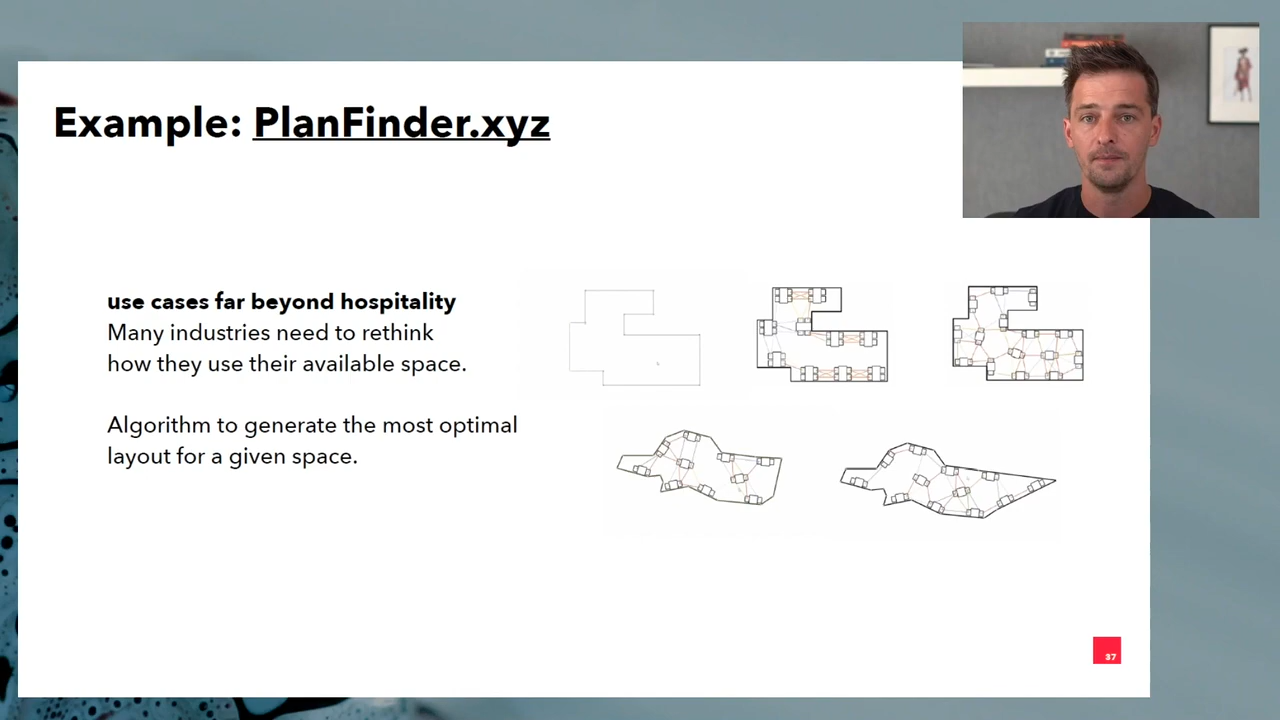 Example: PlanFinder.xyz
use cases far beyond hospitality
Many industries need to rethink
how they use their available space.
Algorithm to generate the most optimal
layout for a given space.
37